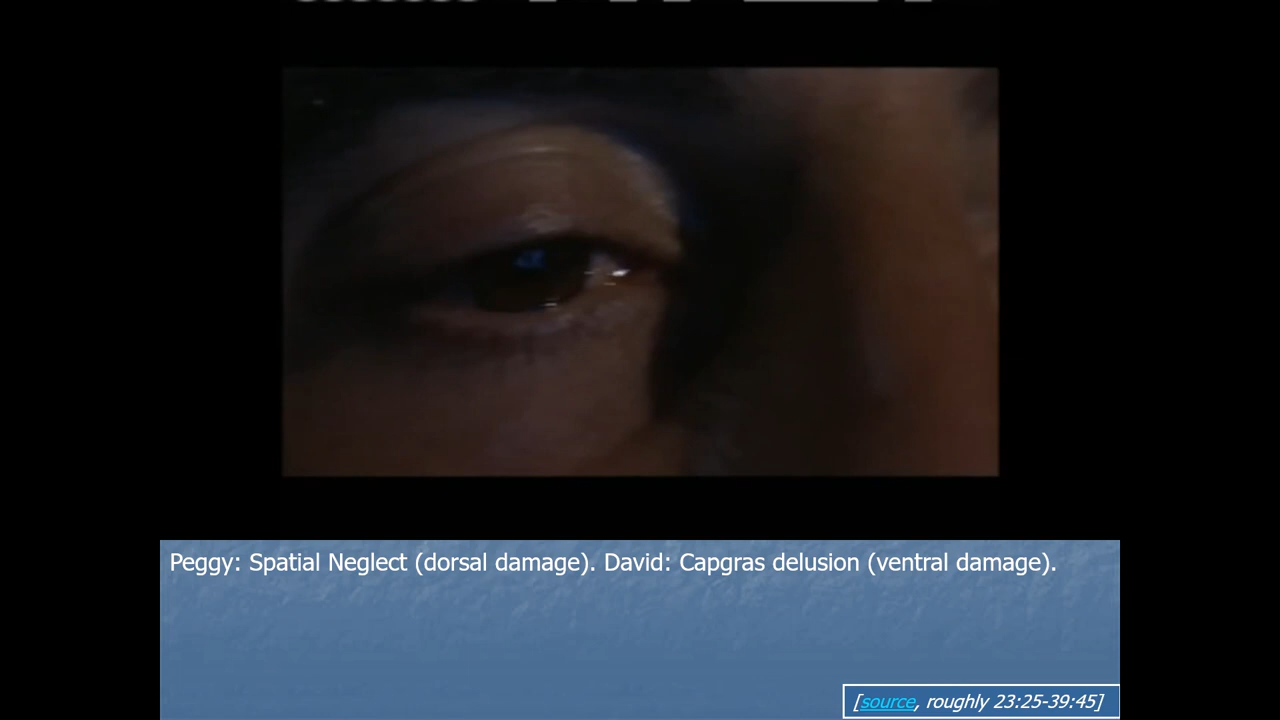 Peggy: Spatial Neglect (dorsal damage). David: Capgras delusion (ventral damage).
[source, roughly 23:25-39:45]